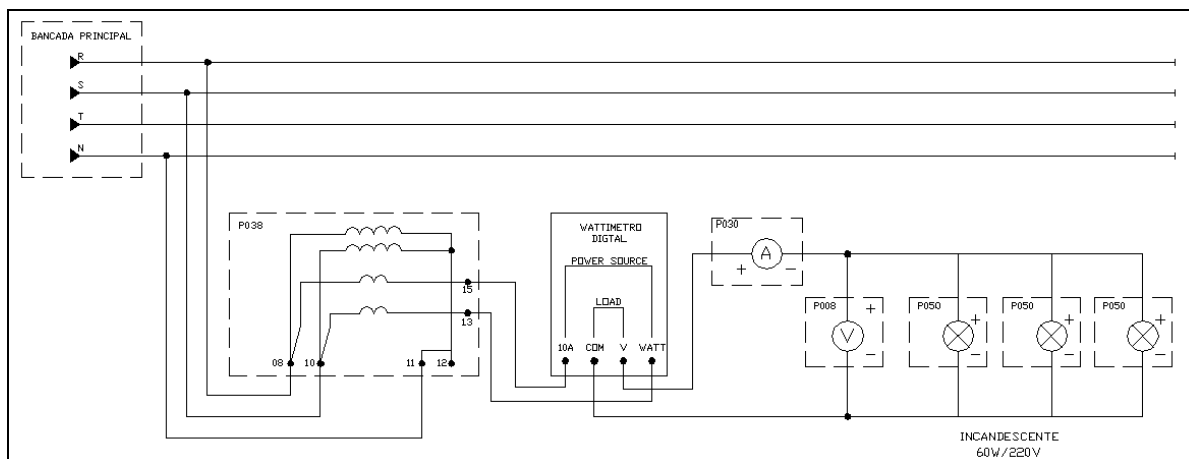 BANCADA PRINCIPAL
R
S
T
N
P038
15
13
08
10
11
12
WATTIMETRO
DIGTAL
POWER SOURCE
LOAD
10A COM V WATT
P030
A
+ -
P008 +
V
-
P050 +
-
P050 +
-
P050 +
-
INCANDESCENTE
60W/220V